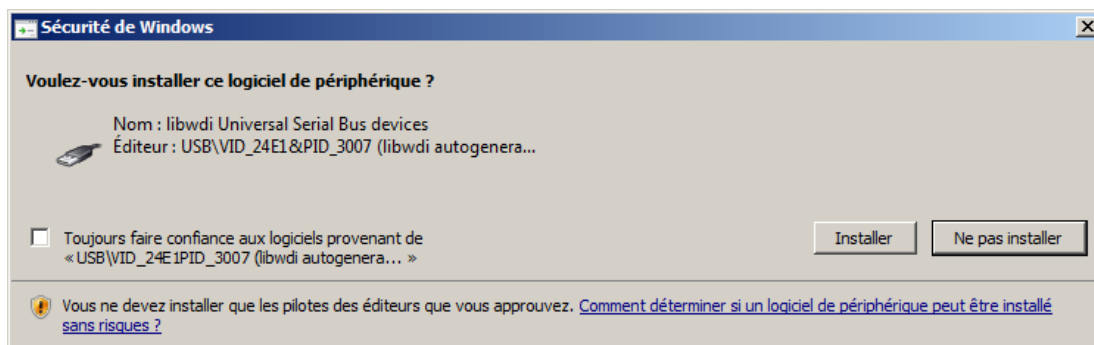 Sécurité de Windows
Voulez-vous installer ce logiciel de périphérique ?
Nom : libwdi Universal Serial Bus devices
Éditeur : USB\VID_24E1&PID_3007 (libwdi autogenera...
Toujours faire confiance aux logiciels provenant de
« USB\VID_24E1PID_3007 (libwdi autogenera... »
Installer
Ne pas installer
Vous ne devez installer que les pilotes des éditeurs que vous approuvez. Comment déterminer si un logiciel de périphérique peut être installé
sans risques ?